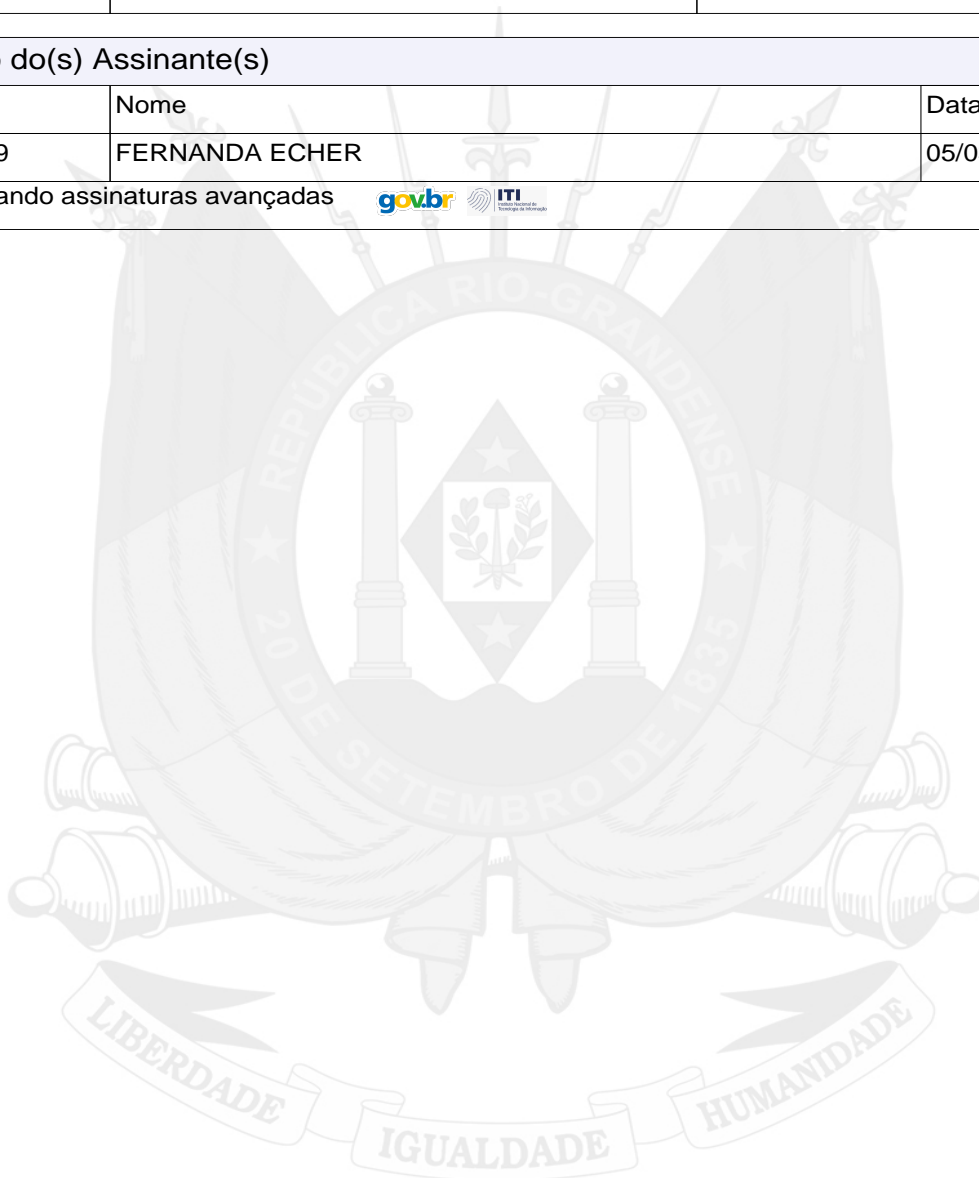 do(s) Assinante(s)
Nome Data
9 FERNANDA ECHER 05/0
ando assinaturas avançadas gov.br ITI
REPÚBLICA RIO-GRANDENSE
20 DE SETEMBRO DE 1835
LIBERDADE IGUALDADE HUMANIDADE